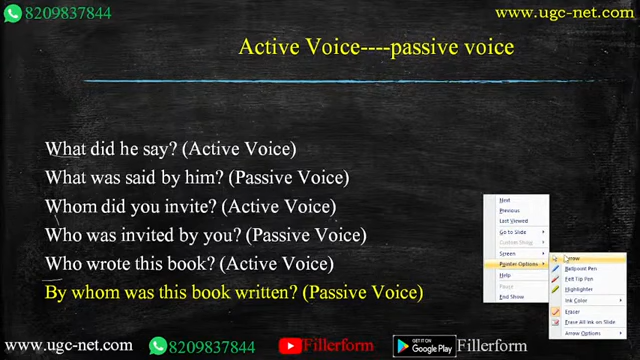 8209837844
www.ugc-net.com
Active Voice----passive voice
What did he say? (Active Voice)
What was said by him? (Passive Voice)
Whom did you invite? (Active Voice)
Who was invited by you? (Passive Voice)
Who wrote this book? (Active Voice)
By whom was this book written? (Passive Voice)
Next
Previous
Last Viewed
Go to Slide
Custom Show
Screen
Pointer Options
Help
Pause
End Show
Arrow
Ballpoint Pen
Felt Tip Pen
Highlighter
Ink Color
Eraser
Erase All Ink on Slide
Arrow Options
www.ugc-net.com
8209837844
Fillerform
GET IT ON
Google Play
Fillerform